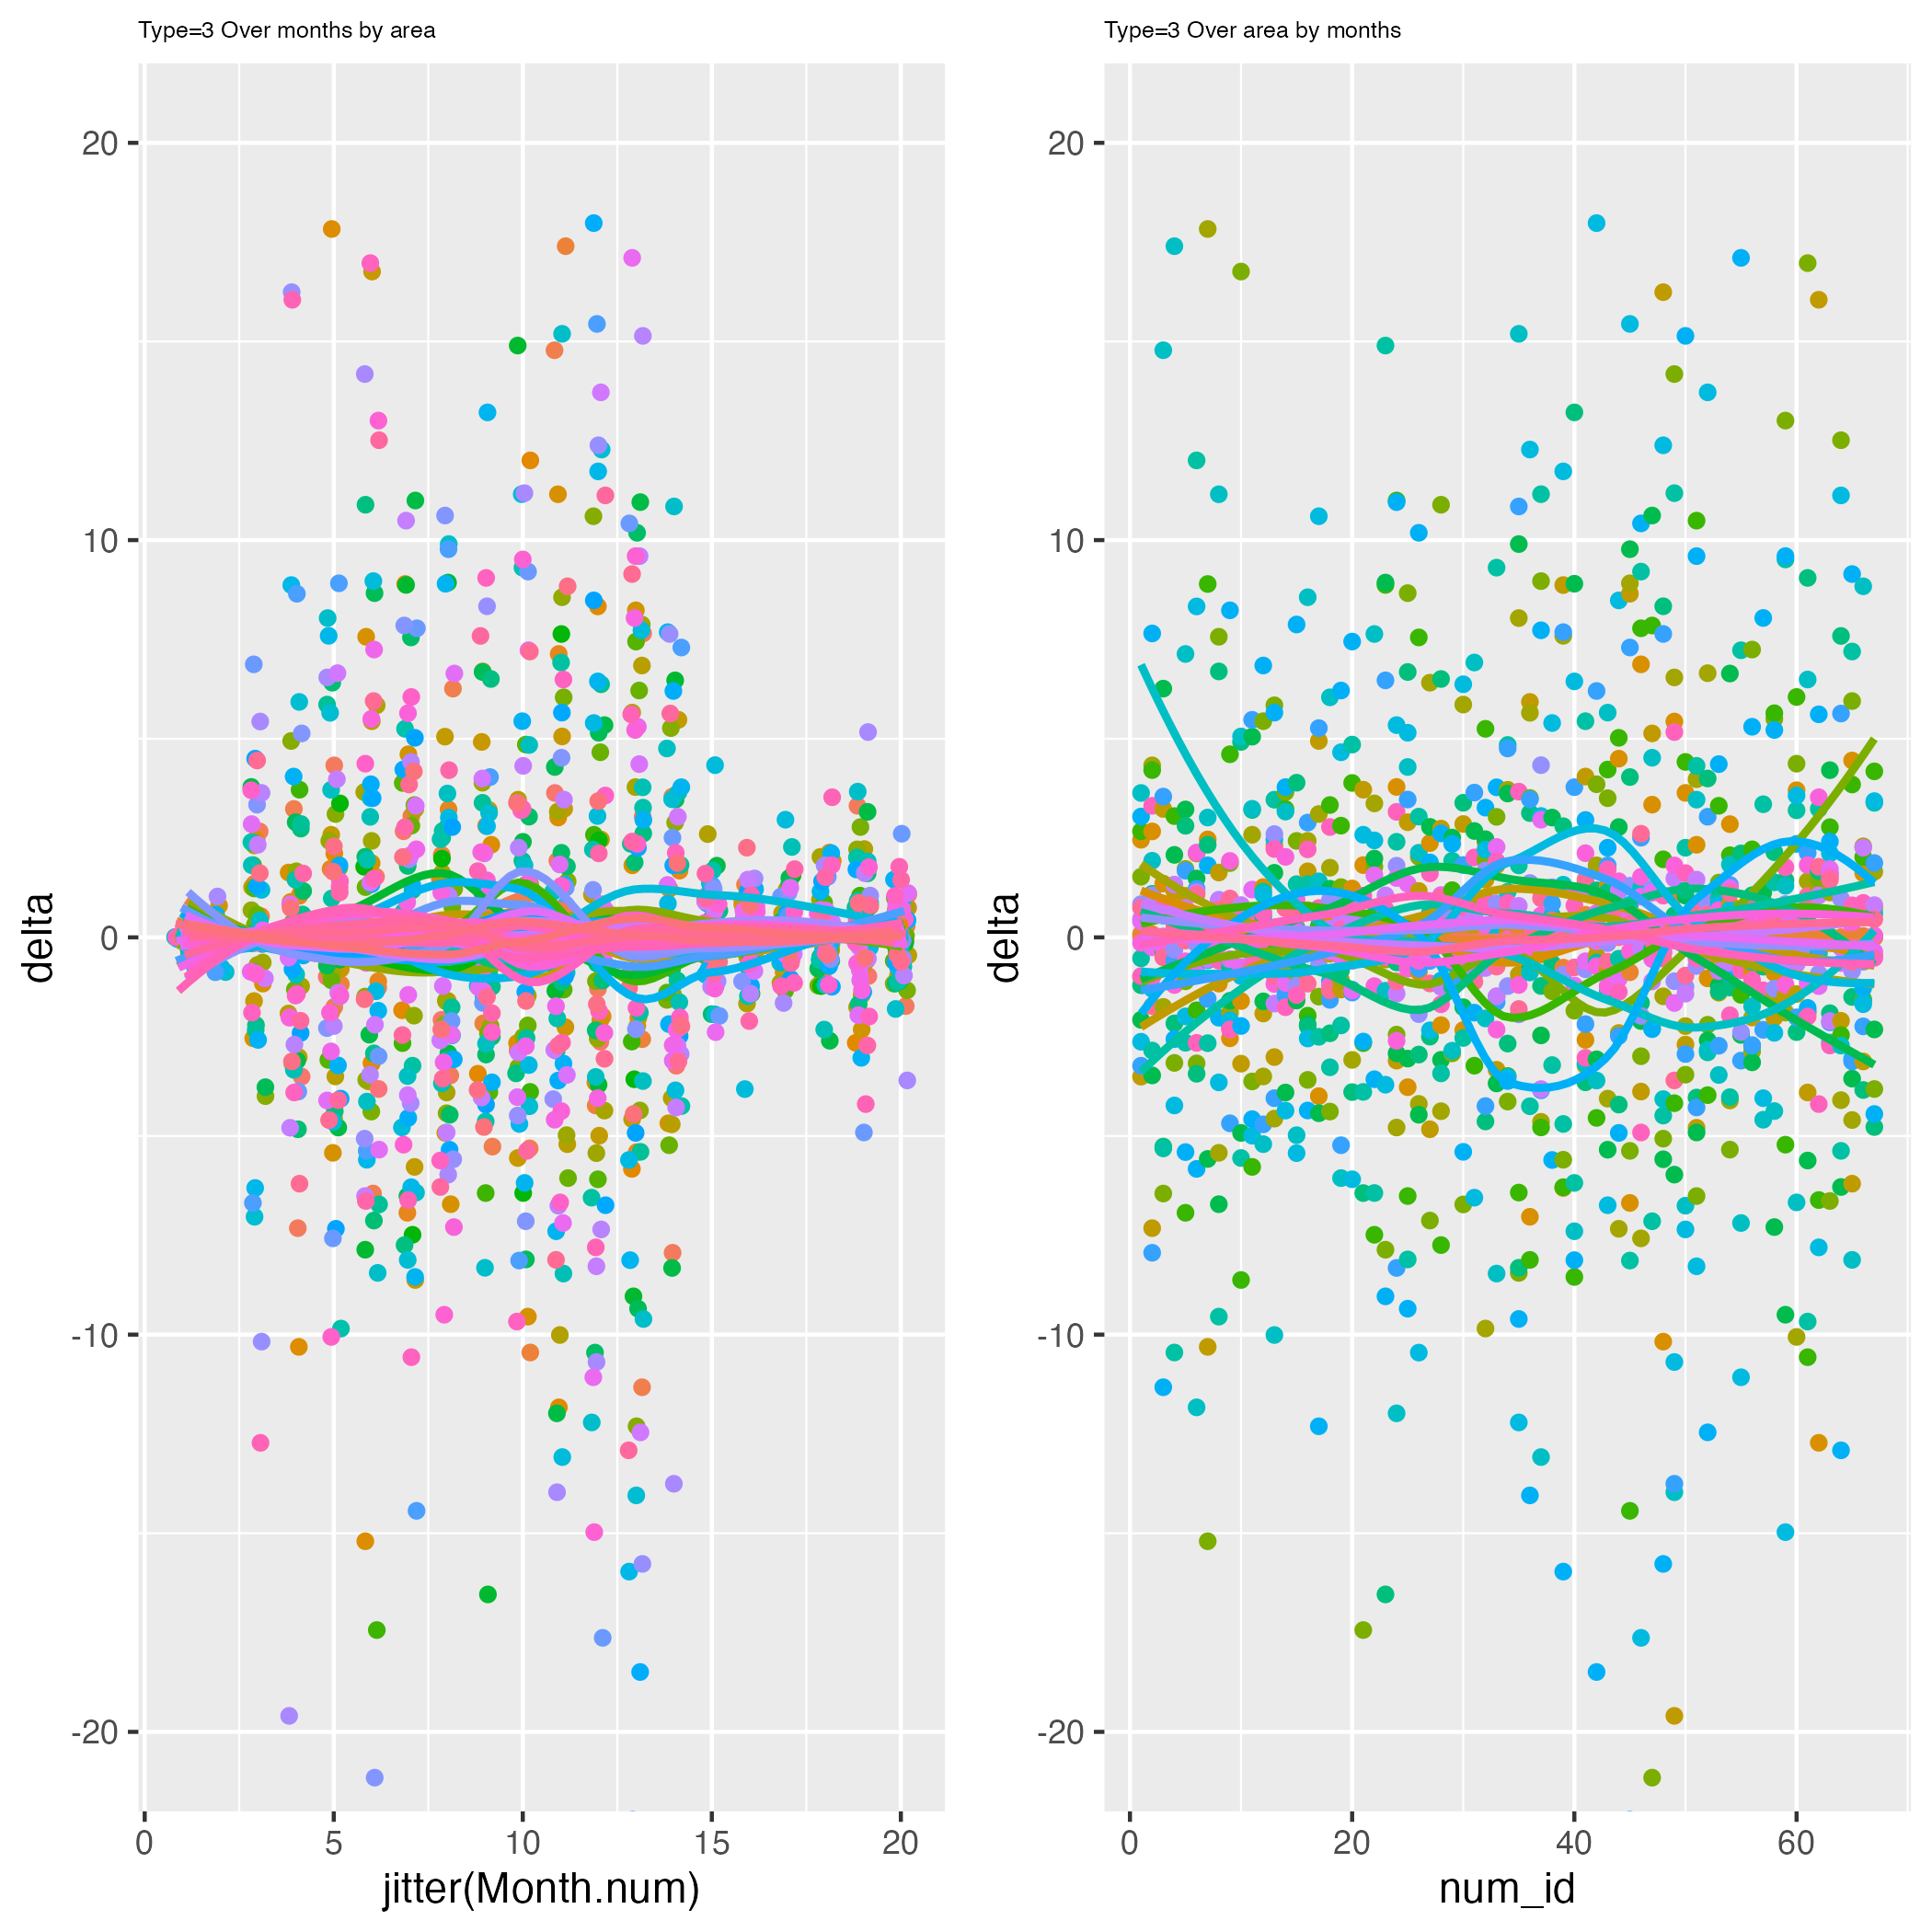 Type=3 Over months by area
20
10
0
-10
-20
delta
0 5 10 15 20
jitter(Month.num)
Type=3 Over area by months
20
10
0
-10
-20
delta
0 20 40 60
num_id